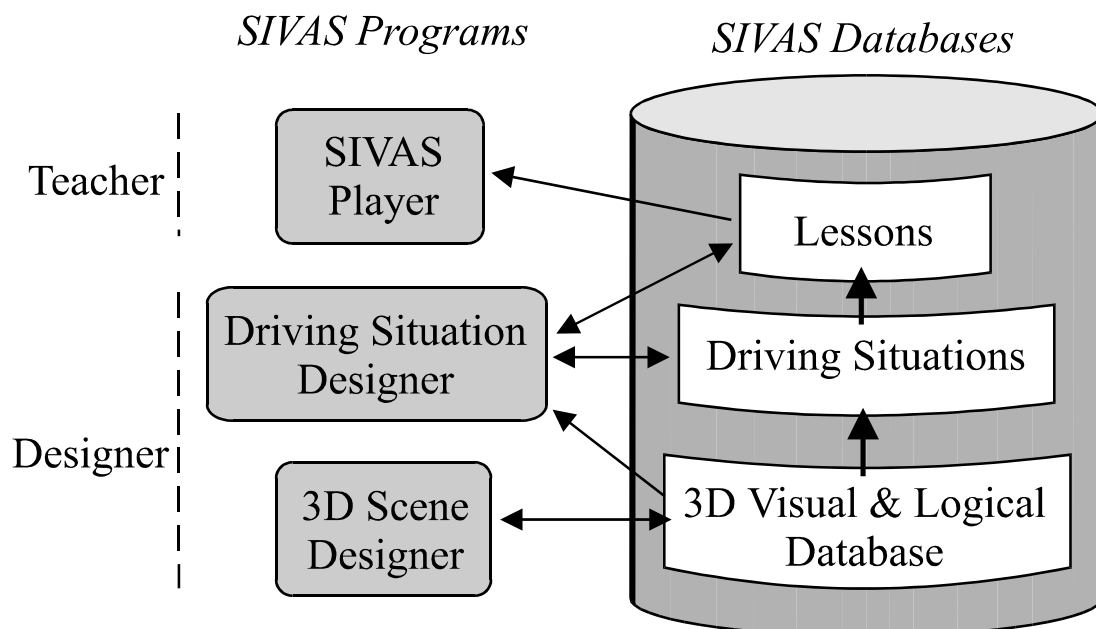 SIVAS Programs
SIVAS Databases
Teacher
SIVAS
Player
Lessons
Driving Situation
Designer
Driving Situations
Designer
3D Scene
Designer
3D Visual & Logical
Database